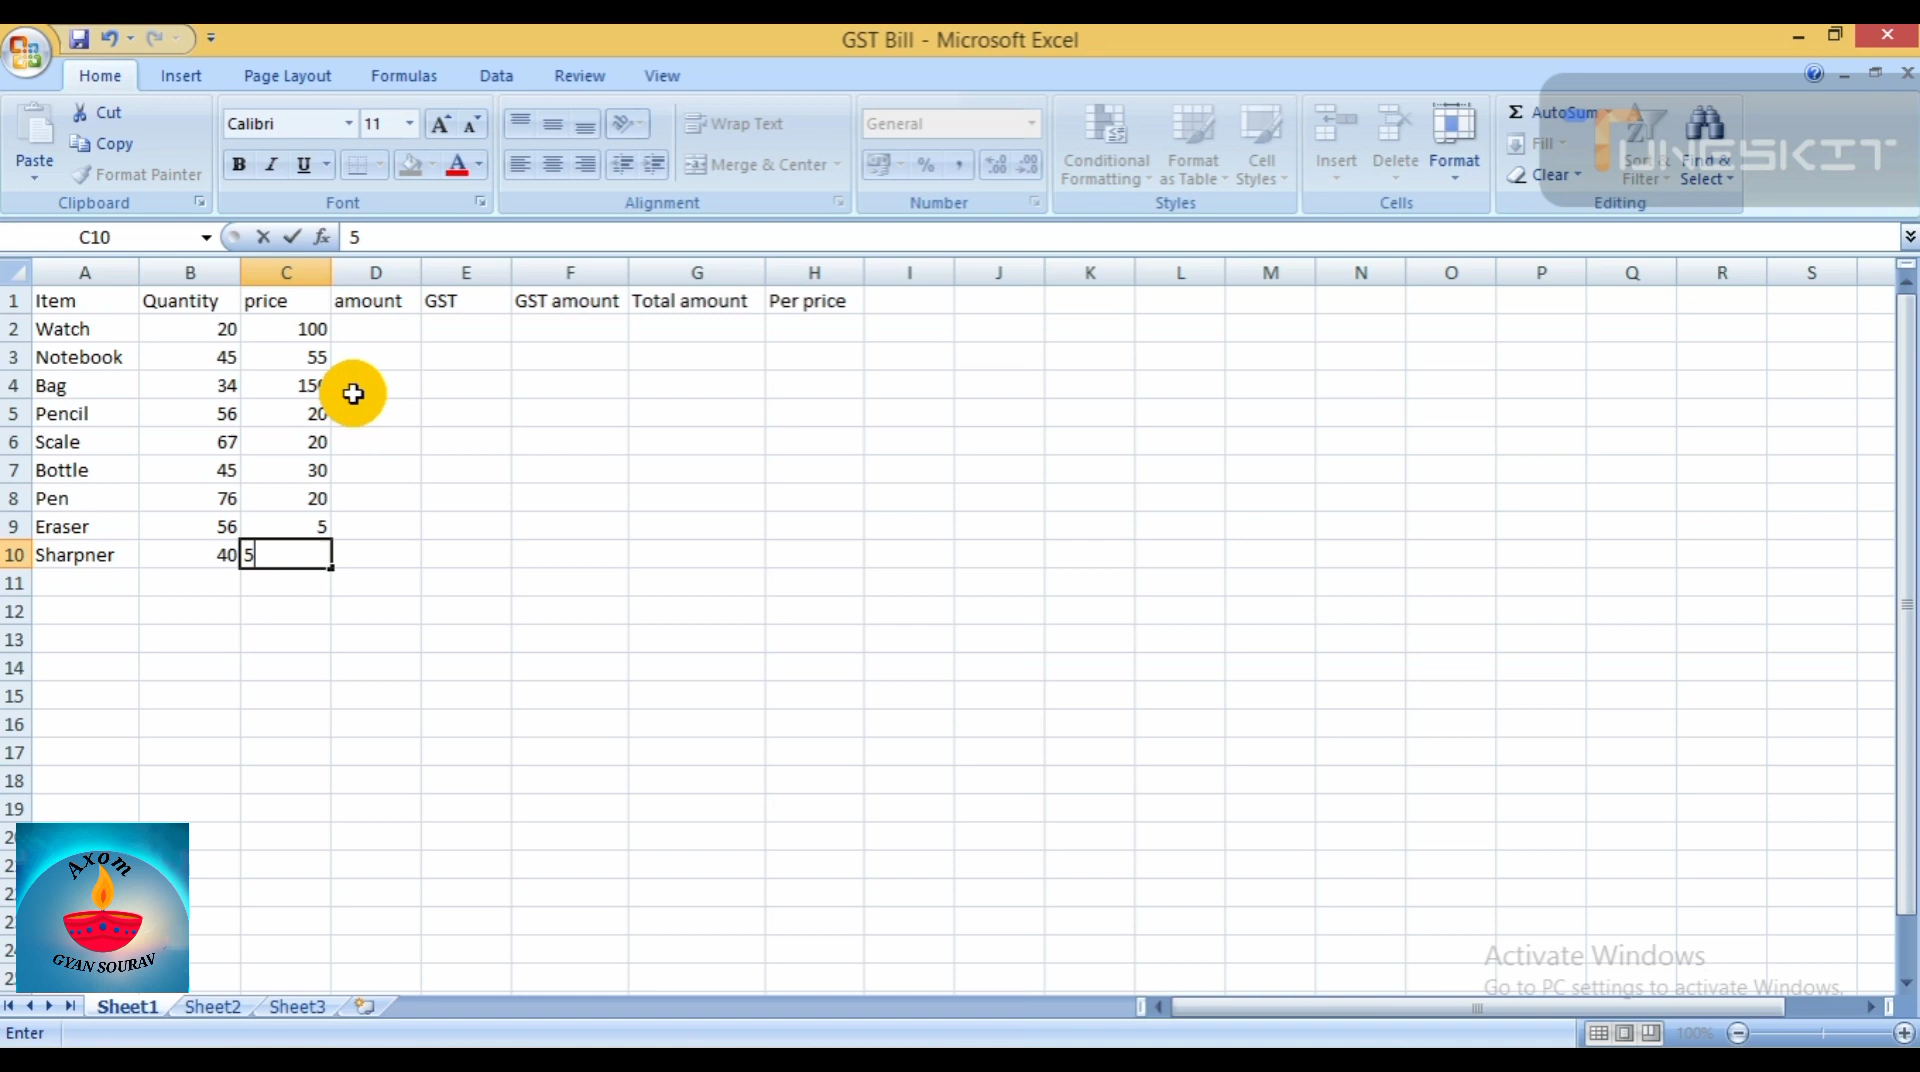 GST Bill - Microsoft Excel
Home Insert Page Layout Formulas Data Review View
Paste
Cut
Copy
Format Painter
Clipboard
Calibri 11
B I U A
Font
Wrap Text
Merge & Center
Alignment
General
% ,
Number
Conditional Formatting
Format as Table
Cell Styles
Styles
Insert Delete Format
Cells
Σ AutoSum
Fill
Clear
Sort & Filter
Find & Select
Editing
C10 fx 5
A B C D E F G H I J K L M N O P Q R S
1 Item Quantity price amount GST GST amount Total amount Per price
2 Watch 20 100
3 Notebook 45 55
4 Bag 34
5 Pencil 56 20
6 Scale 67 20
7 Bottle 45 30
8 Pen 76 20
9 Eraser 56 5
10 Sharpner 40 5
11
12
13
14
15
16
17
18
19
Axom
GYAN SOURAV
Activate Windows
Go to PC settings to activate Windows.
Sheet1 Sheet2 Sheet3
Enter 100%